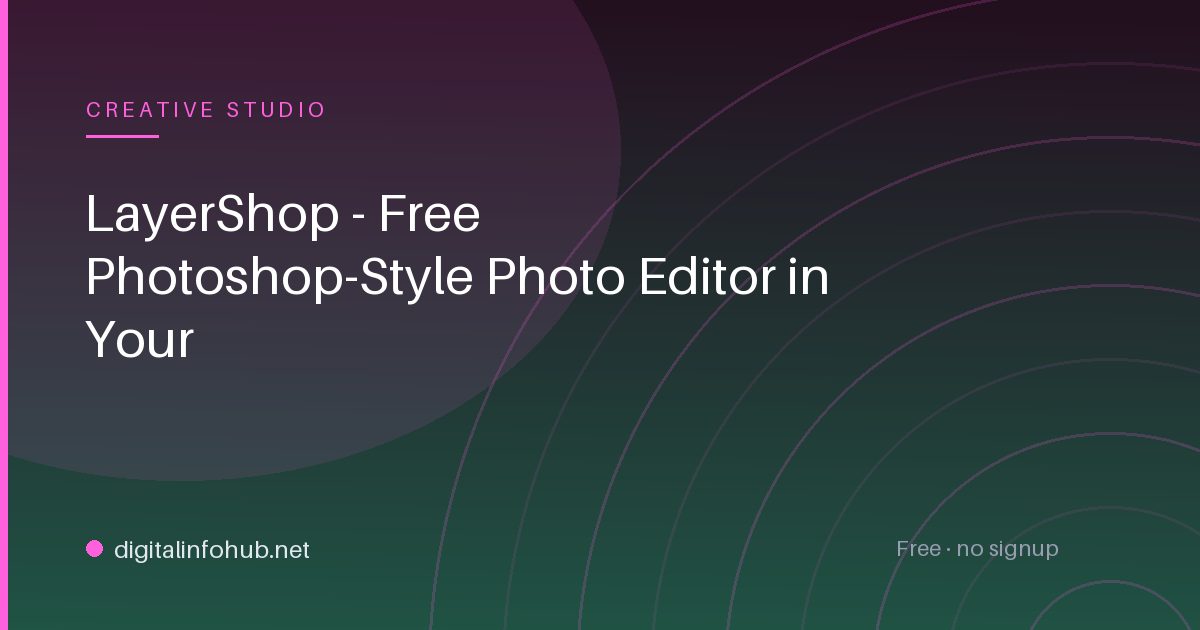 CREATIVE STUDIO
LayerShop - Free
Photoshop-Style Photo Editor in
Your
digitalinfohub.net
Free · no signup